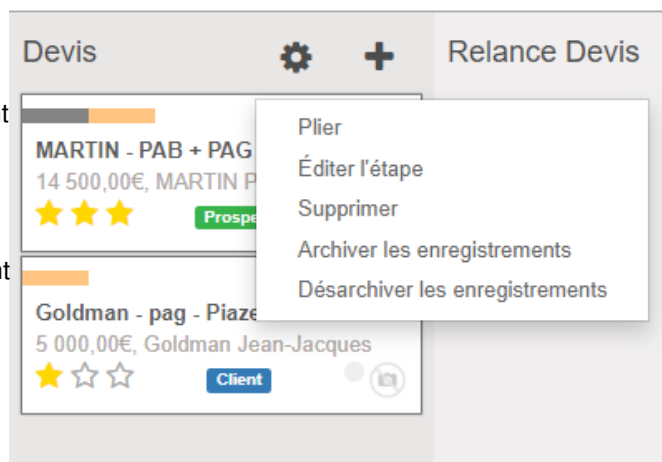 Devis
Relance Devis
t
MARTIN - PAB + PAG
14 500,00€, MARTIN P
Plier
Éditer l'étape
Supprimer
Archiver les enregistrements
Désarchiver les enregistrements
nt
Goldman - pag - Piaze
5 000,00€, Goldman Jean-Jacques
Client